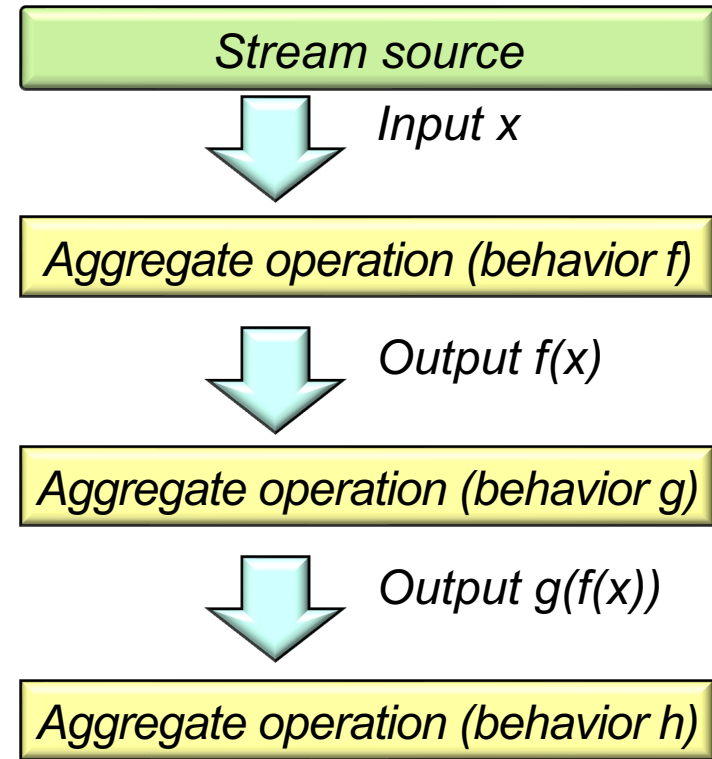 Stream source
Input x
Aggregate operation (behavior f)
Output f(x)
Aggregate operation (behavior g)
Output g(f(x))
Aggregate operation (behavior h)